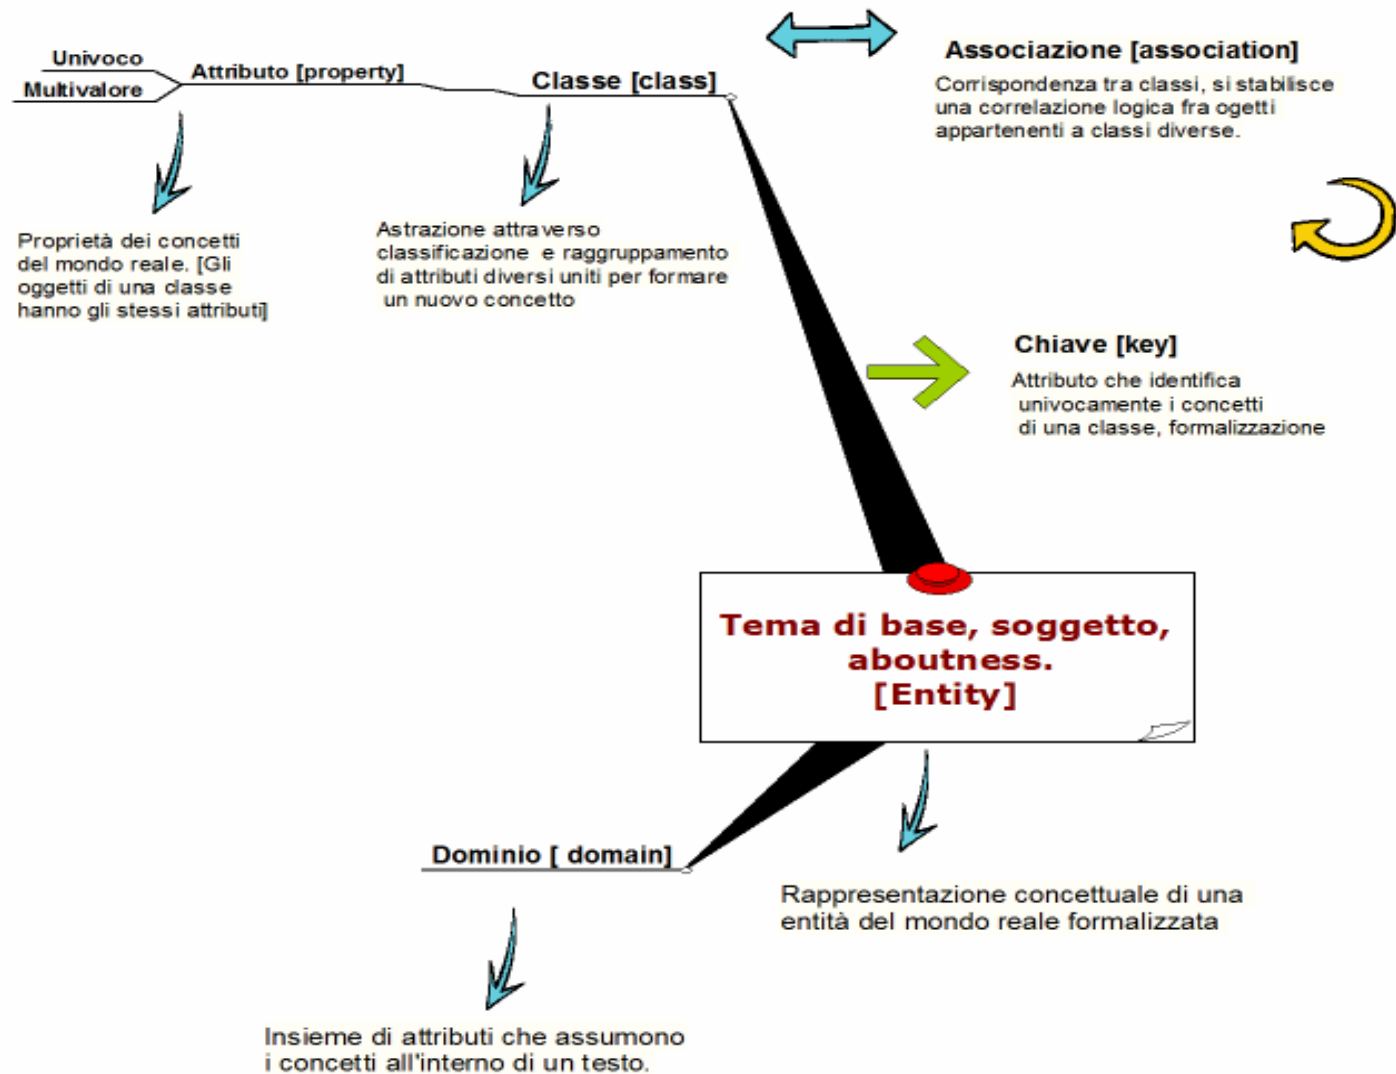 Univoco
Multivalore
Attributo [property]
Classe [class]
Associazione [association]
Corrispondenza tra classi, si stabilisce
una correlazione logica fra ogetti
appartenenti a classi diverse.
Proprietà dei concetti
del mondo reale. [Gli
oggetti di una classe
hanno gli stessi attributi]
Astrazione attraverso
classificazione e raggruppamento
di attributi diversi uniti per formare
un nuovo concetto
Chiave [key]
Attributo che identifica
univocamente i concetti
di una classe, formalizzazione
Tema di base, soggetto,
aboutness.
[Entity]
Dominio [ domain]
Rappresentazione concettuale di una
entità del mondo reale formalizzata
Insieme di attributi che assumono
i concetti all'interno di un testo.